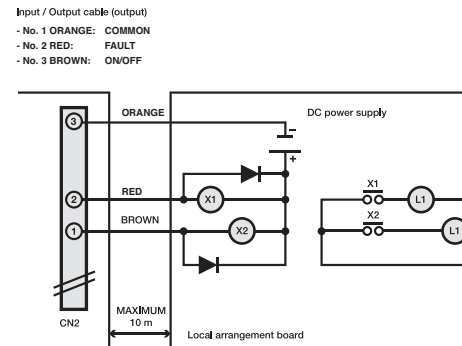 Input / Output cable (output)
- No. 1 ORANGE: COMMON
- No. 2 RED: FAULT
- No. 3 BROWN: ON/OFF
ORANGE
DC power supply
3
-
+
X1
RED
2
X1
L1
X2
BROWN
1
X2
L1
MAXIMUM
10 m
CN2
Local arrangement board